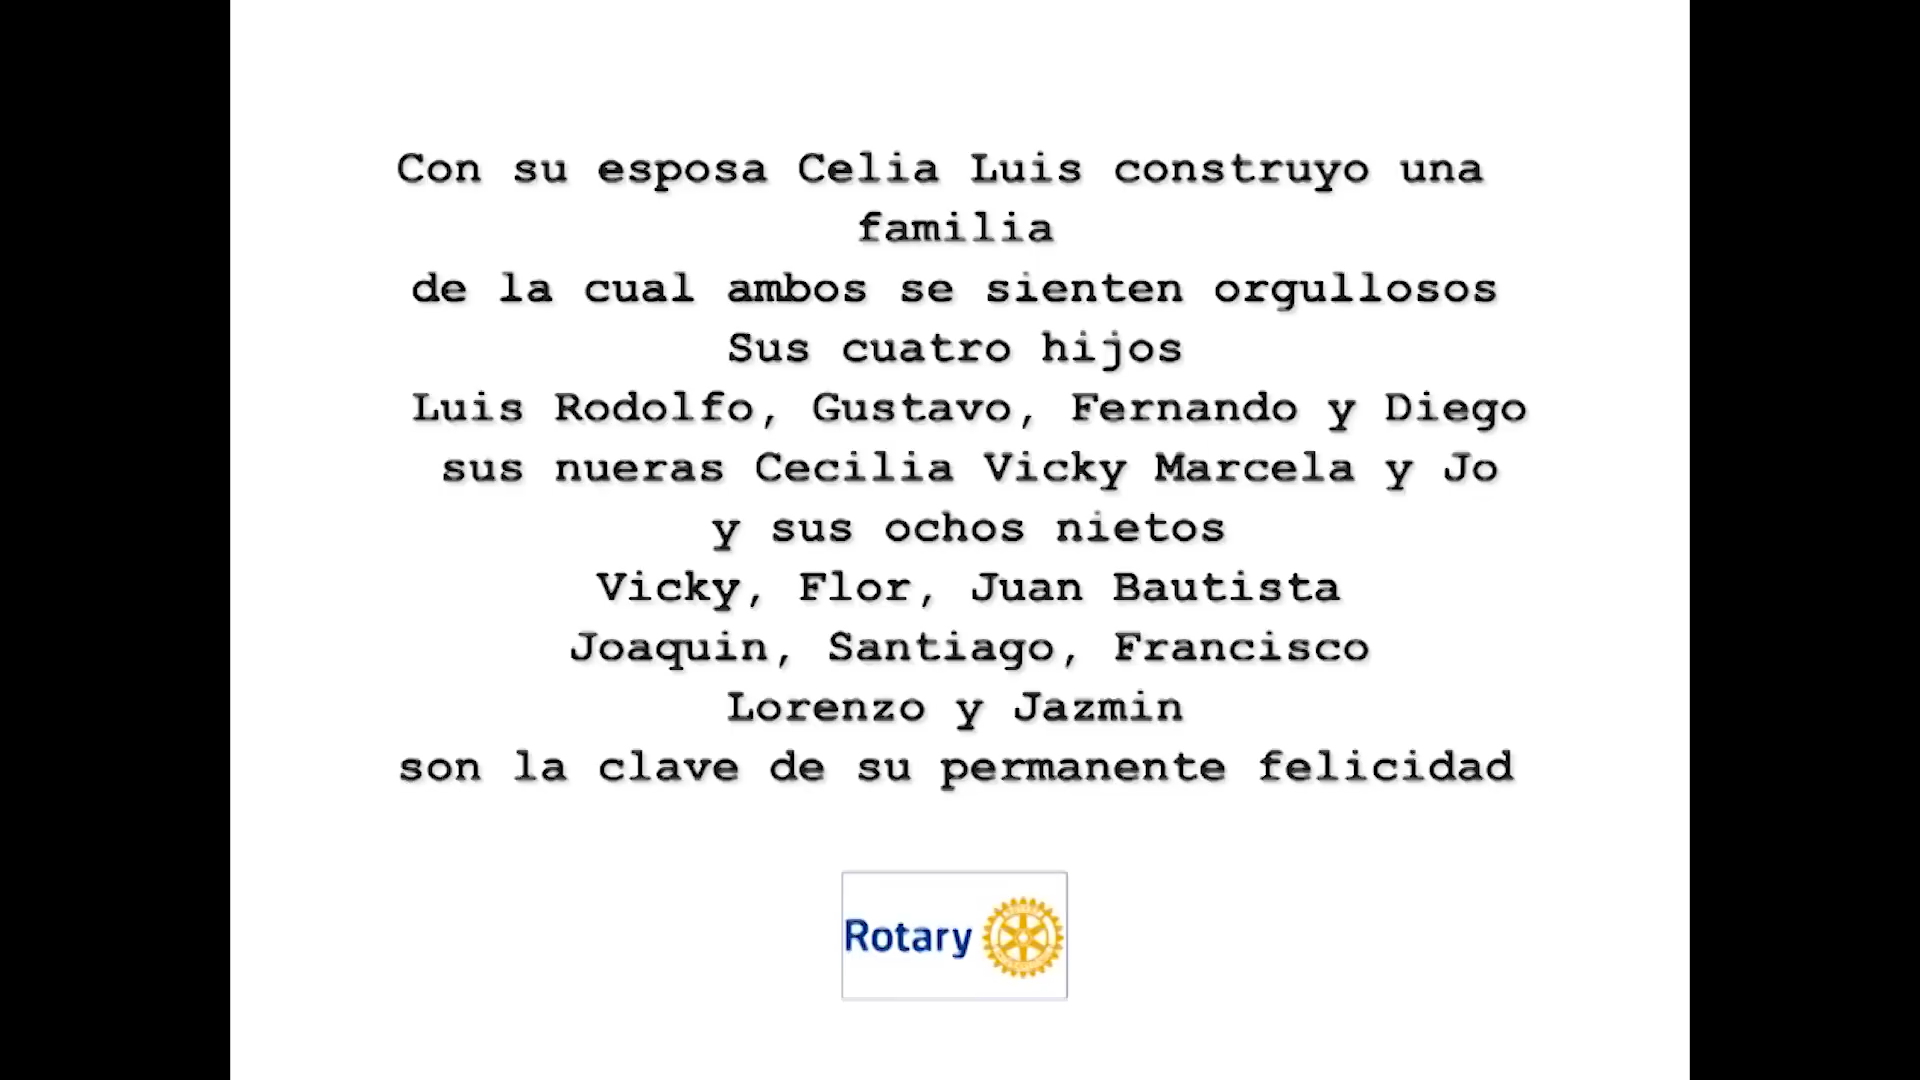 Con su esposa Celia Luis construyo una
familia
de la cual ambos se sienten orgullosos
Sus cuatro hijos
Luis Rodolfo, Gustavo, Fernando y Diego
sus nueras Cecilia Vicky Marcela y Jo
y sus ochos nietos
Vicky, Flor, Juan Bautista
Joaquin, Santiago, Francisco
Lorenzo y Jazmin
son la clave de su permanente felicidad
Rotary